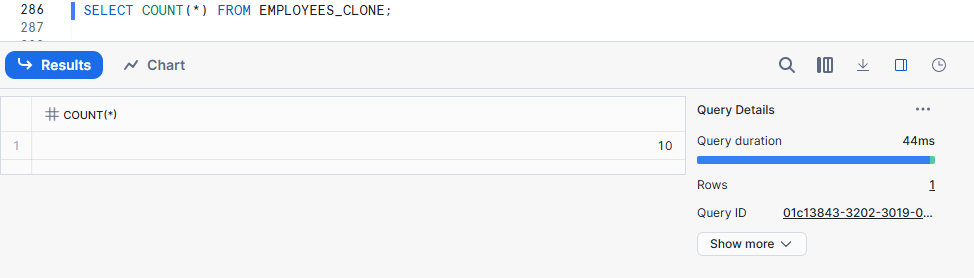 286 SELECT COUNT(*) FROM EMPLOYEES_CLONE;
287
Results Chart
COUNT(*)
Query Details ...
1 10
Query duration 44ms
Rows 1
Query ID 01c13843-3202-3019-0...
Show more